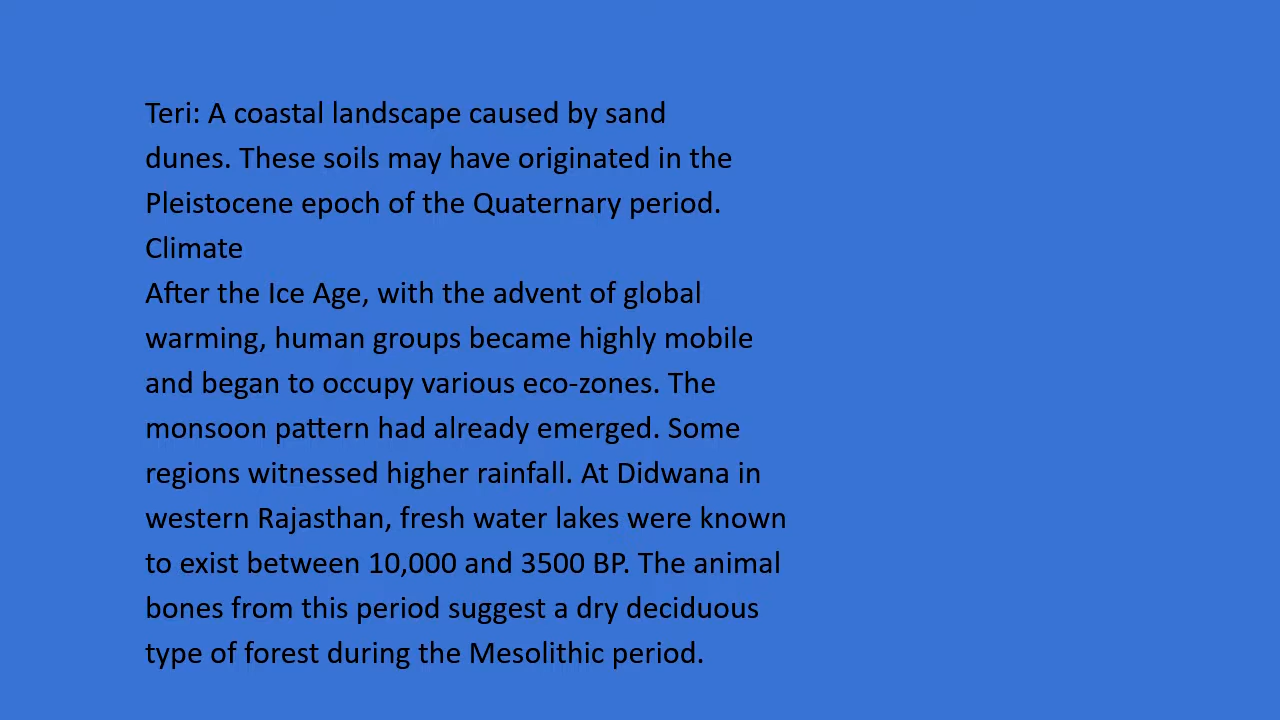 Teri: A coastal landscape caused by sand
dunes. These soils may have originated in the
Pleistocene epoch of the Quaternary period.
Climate
After the Ice Age, with the advent of global
warming, human groups became highly mobile
and began to occupy various eco-zones. The
monsoon pattern had already emerged. Some
regions witnessed higher rainfall. At Didwana in
western Rajasthan, fresh water lakes were known
to exist between 10,000 and 3500 BP. The animal
bones from this period suggest a dry deciduous
type of forest during the Mesolithic period.